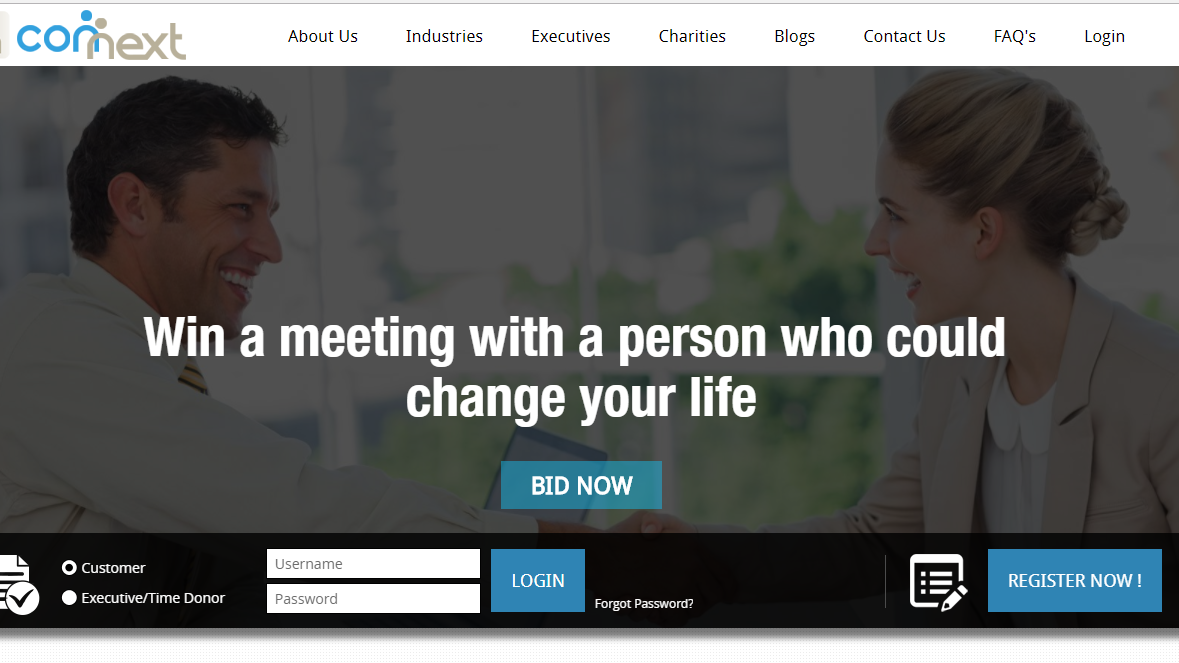 connext
About Us
Industries
Executives
Charities
Blogs
Contact Us
FAQ's
Login
Win a meeting with a person who could
change your life
BID NOW
Customer
Executive/Time Donor
Username
Password
LOGIN
Forgot Password?
REGISTER NOW !